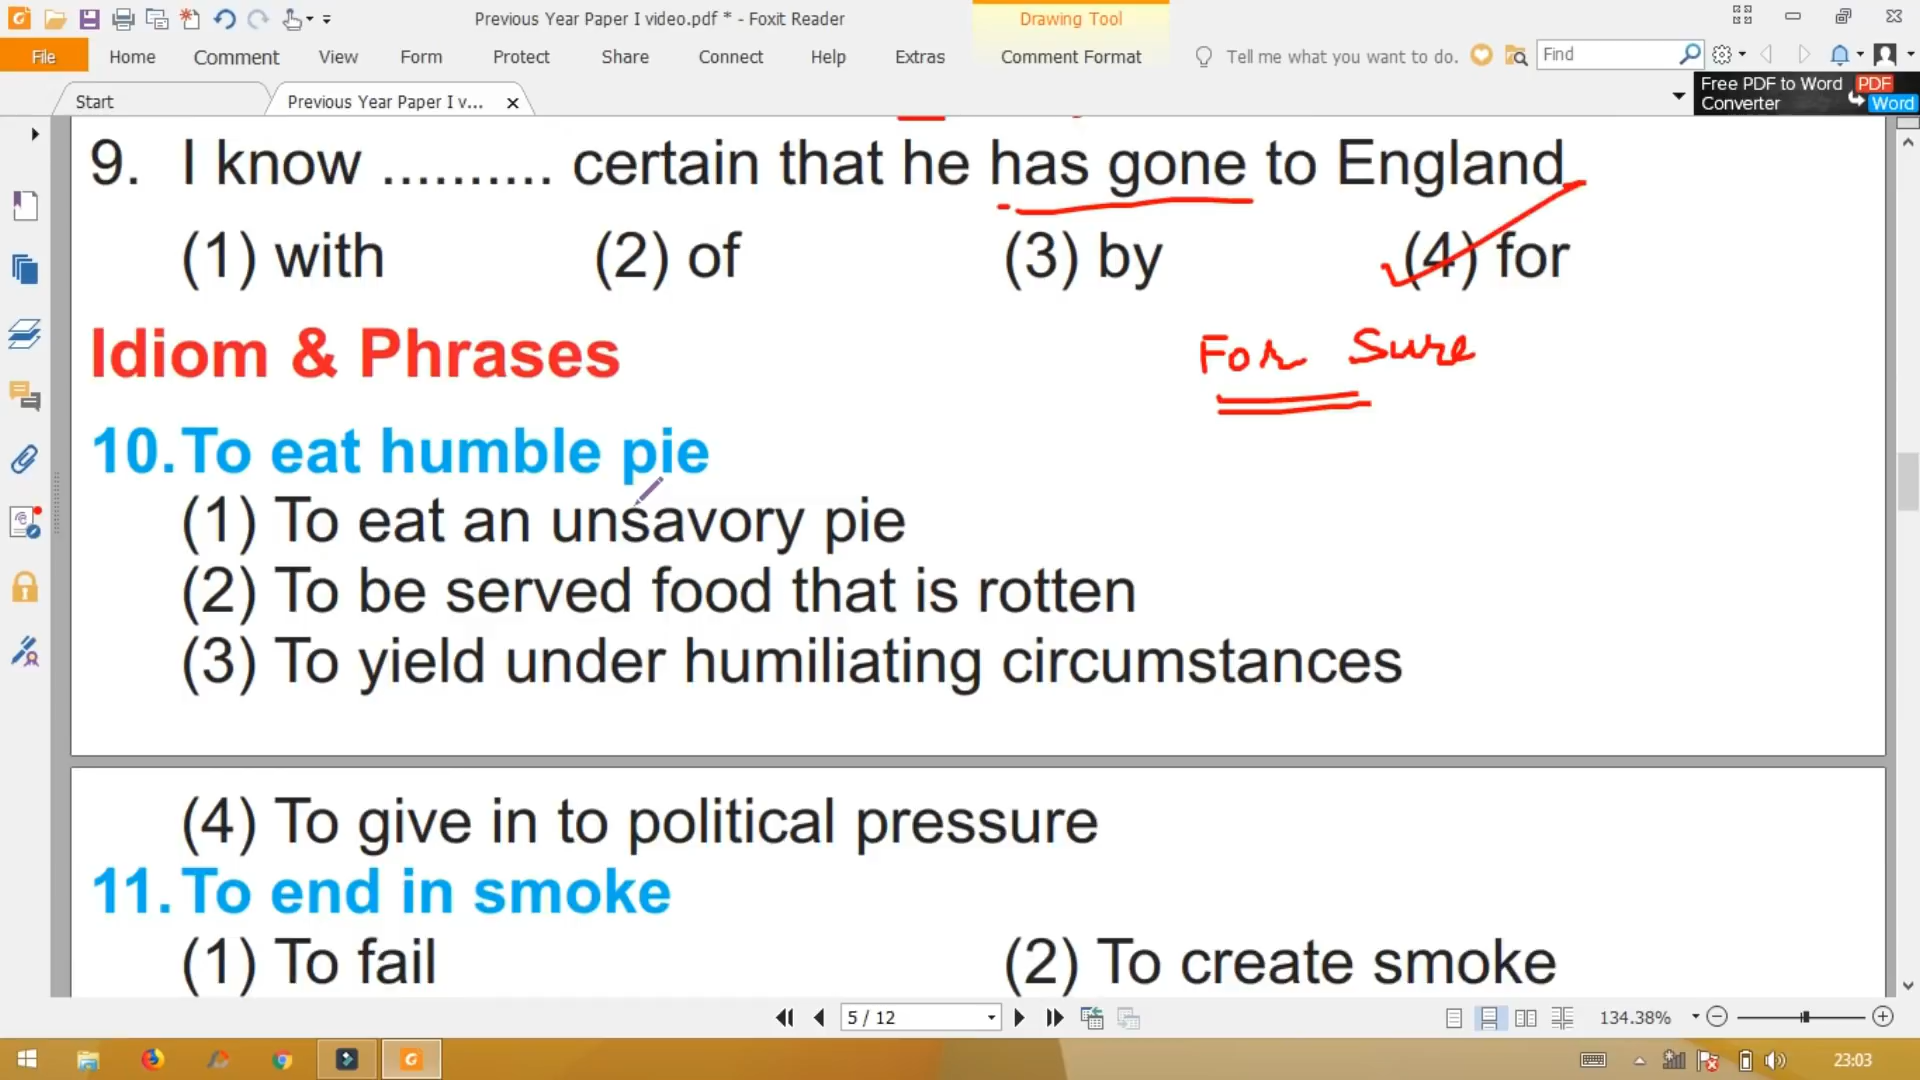 Previous Year Paper I video.pdf * - Foxit Reader
Drawing Tool
File
Home
Comment
View
Form
Protect
Share
Connect
Help
Extras
Comment Format
Tell me what you want to do.
Find
Start
Previous Year Paper I v...
Free PDF to Word
Converter
PDF
Word
9. I know .......... certain that he has gone to England
(1) with (2) of (3) by (4) for
Idiom & Phrases
For Sure
10. To eat humble pie
(1) To eat an unsavory pie
(2) To be served food that is rotten
(3) To yield under humiliating circumstances
(4) To give in to political pressure
11. To end in smoke
(1) To fail (2) To create smoke
5 / 12
134.38%
23:03